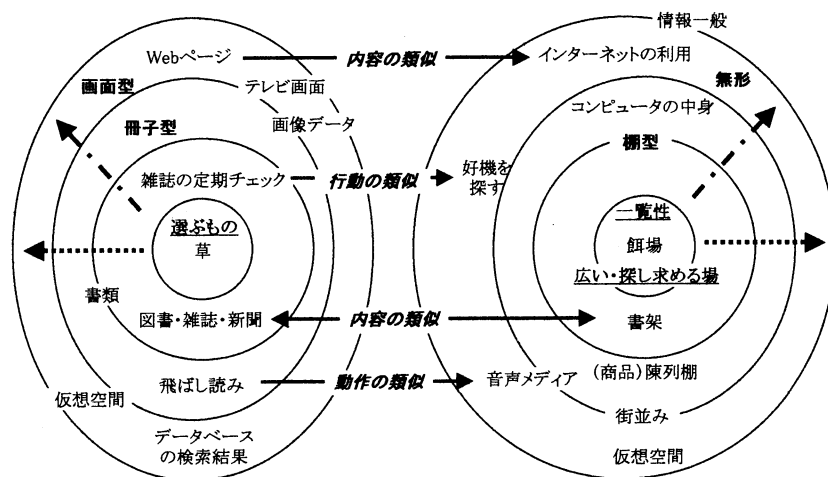 情報一般
Webページ
内容の類似
インターネットの利用
画面型
テレビ画面
無形
コンピュータの中身
冊子型
画像データ
棚型
雑誌の定期チェック
行動の類似
好機を
探す
選ぶもの
草
一覧性
餌場
広い・探し求める場
書類
図書・雑誌・新聞
内容の類似
書架
飛ばし読み
動作の類似
音声メディア
(商品)陳列棚
仮想空間
街並み
データベース
の検索結果
仮想空間